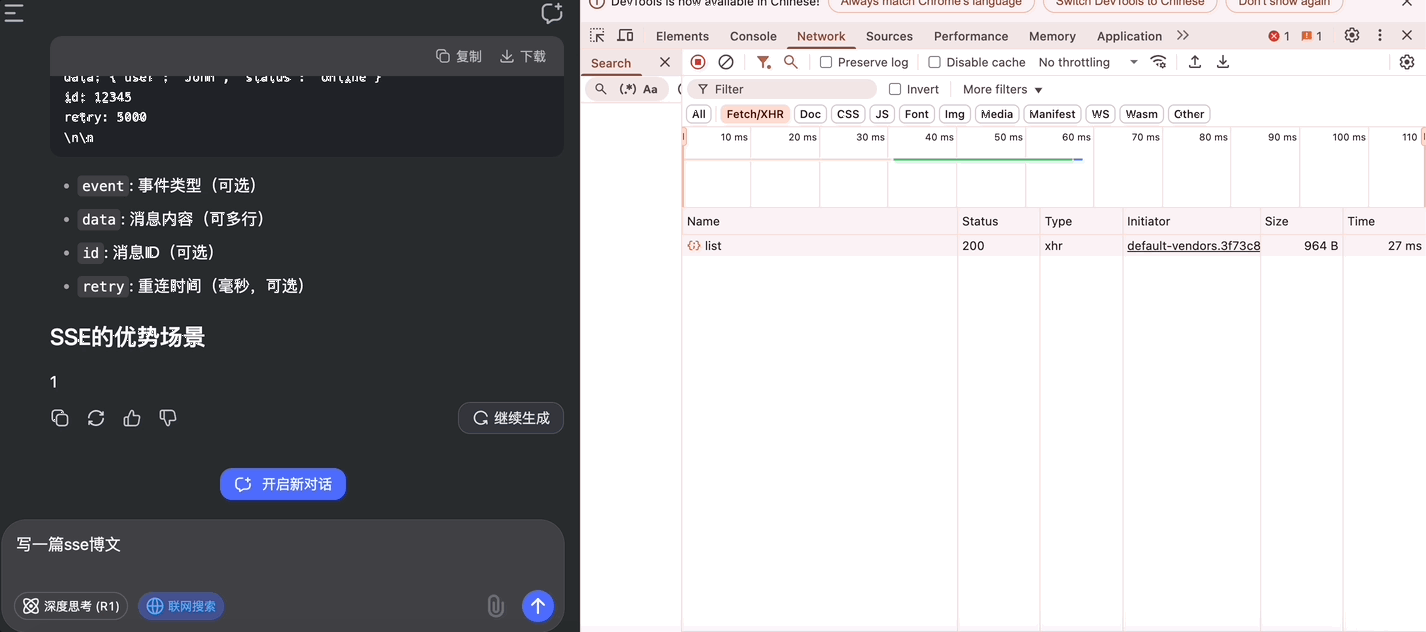 复制 下载
data: {"user": "John", "status": "online"}
id: 12345
retry: 5000
\n\n
event: 事件类型（可选）
data: 消息内容（可多行）
id: 消息ID（可选）
retry: 重连时间（毫秒，可选）
SSE的优势场景
1
继续生成
开启新对话
写一篇sse博文
深度思考 (R1) 联网搜索
DevTools is now available in Chinese! Always match Chrome's language Switch DevTools to Chinese Don't show again
Elements Console Network Sources Performance Memory Application 1 1
Search Preserve log Disable cache No throttling
(.*) Aa Filter Invert More filters
All Fetch/XHR Doc CSS JS Font Img Media Manifest WS Wasm Other
10 ms 20 ms 30 ms 40 ms 50 ms 60 ms 70 ms 80 ms 90 ms 100 ms 110
Name Status Type Initiator Size Time
list 200 xhr default-vendors.3f73c8 964 B 27 ms